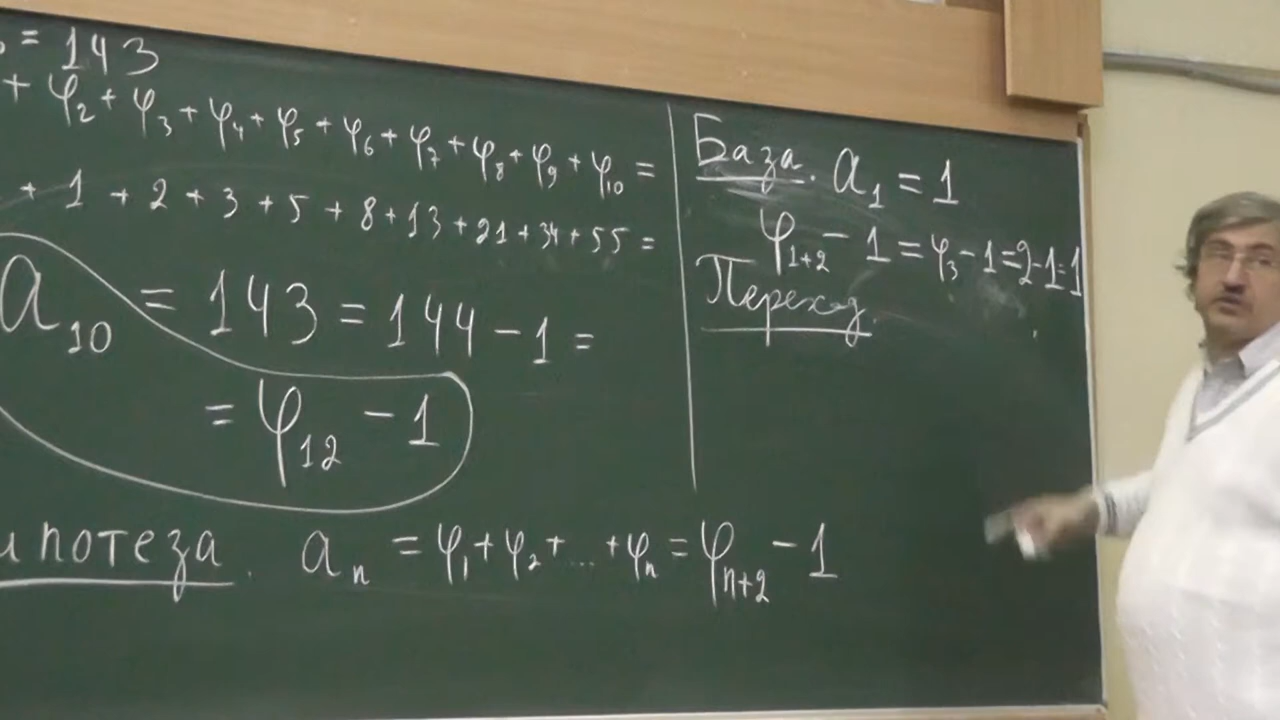 = 143
+ φ₂ + φ₃ + φ₄ + φ₅ + φ₆ + φ₇ + φ₈ + φ₉ + φ₁₀ =
+ 1 + 2 + 3 + 5 + 8 + 13 + 21 + 34 + 55 =
a₁₀ = 143 = 144 − 1 =
= φ₁₂ − 1
ипотеза. aₙ = φ₁ + φ₂ + ... + φₙ = φₙ₊₂ − 1
База. a₁ = 1
φ₁₊₂ − 1 = φ₃ − 1 = 2 - 1 = 1
Переход.